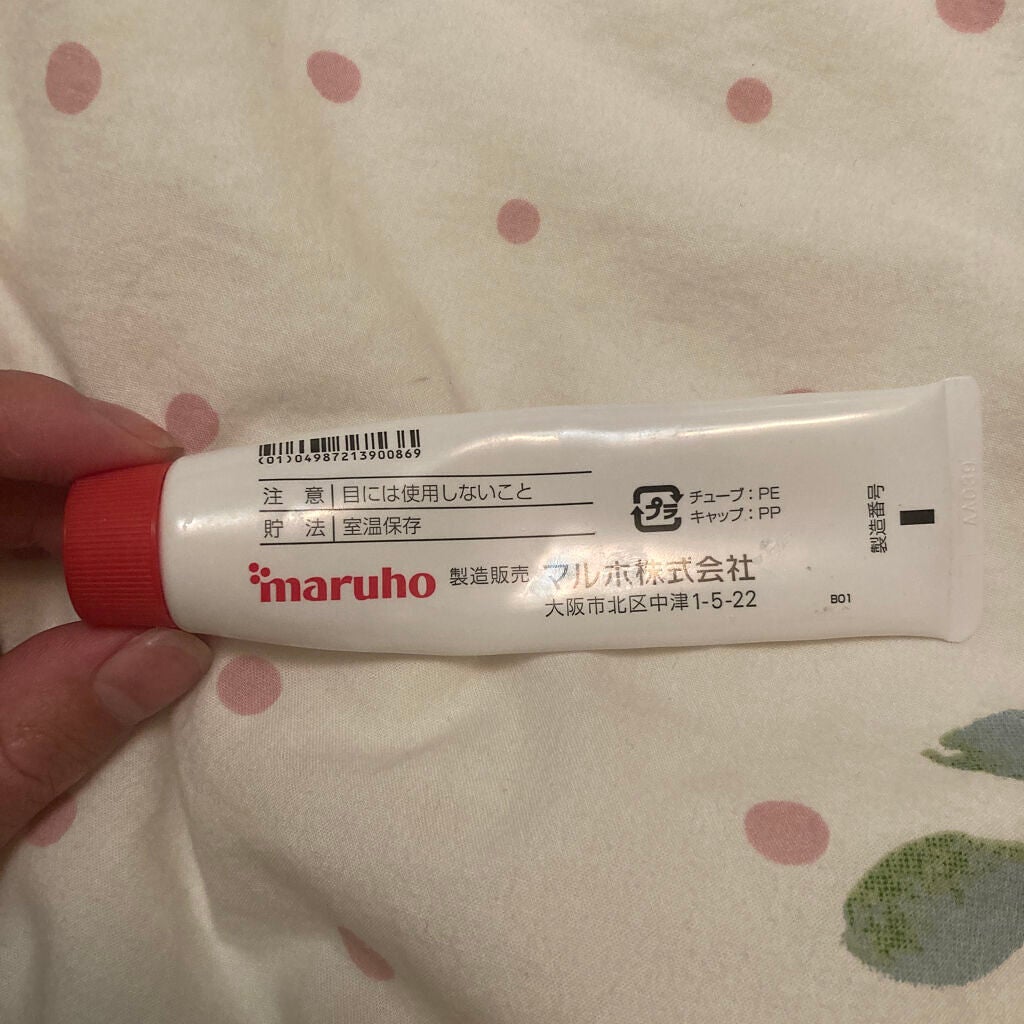 (01)04987213900869
注 意 目には使用しないこと
貯 法 室温保存
プラ
チューブ:PE
キャップ:PP
maruho 製造販売 マルホ株式会社
大阪市北区中津1-5-22
製造番号
B01